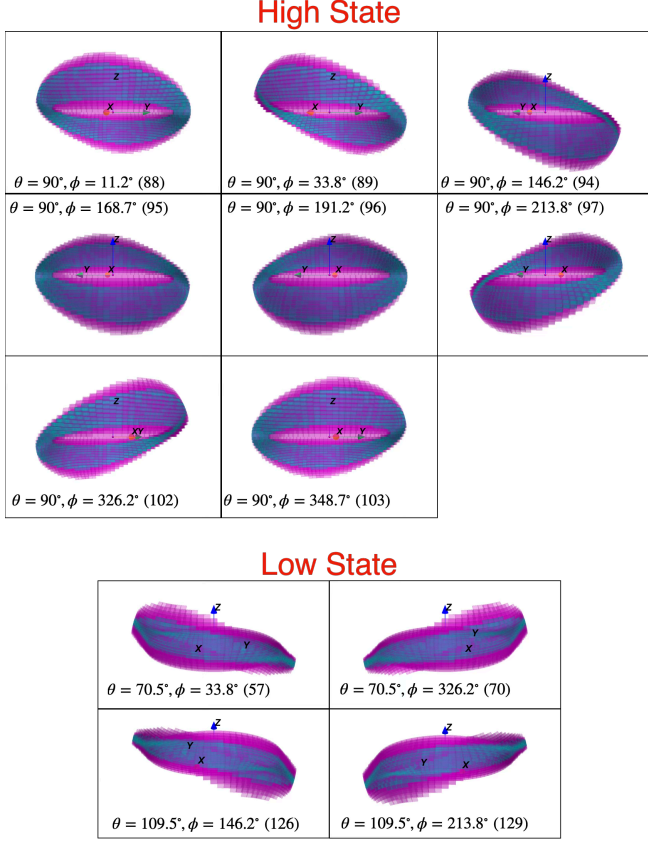 High State
Z
X Y
θ = 90°, ϕ = 11.2° (88)
Z
X Y
θ = 90°, ϕ = 33.8° (89)
Z
Y X
θ = 90°, ϕ = 146.2° (94)
θ = 90°, ϕ = 168.7° (95)
Z
Y X
θ = 90°, ϕ = 191.2° (96)
Z
Y X
θ = 90°, ϕ = 213.8° (97)
Z
Y X
Z
XY
θ = 90°, ϕ = 326.2° (102)
Z
X Y
θ = 90°, ϕ = 348.7° (103)
Low State
Z
Y
X
θ = 70.5°, ϕ = 33.8° (57)
Z
Y
X
θ = 70.5°, ϕ = 326.2° (70)
Z
Y
X
θ = 109.5°, ϕ = 146.2° (126)
Z
Y X
θ = 109.5°, ϕ = 213.8° (129)